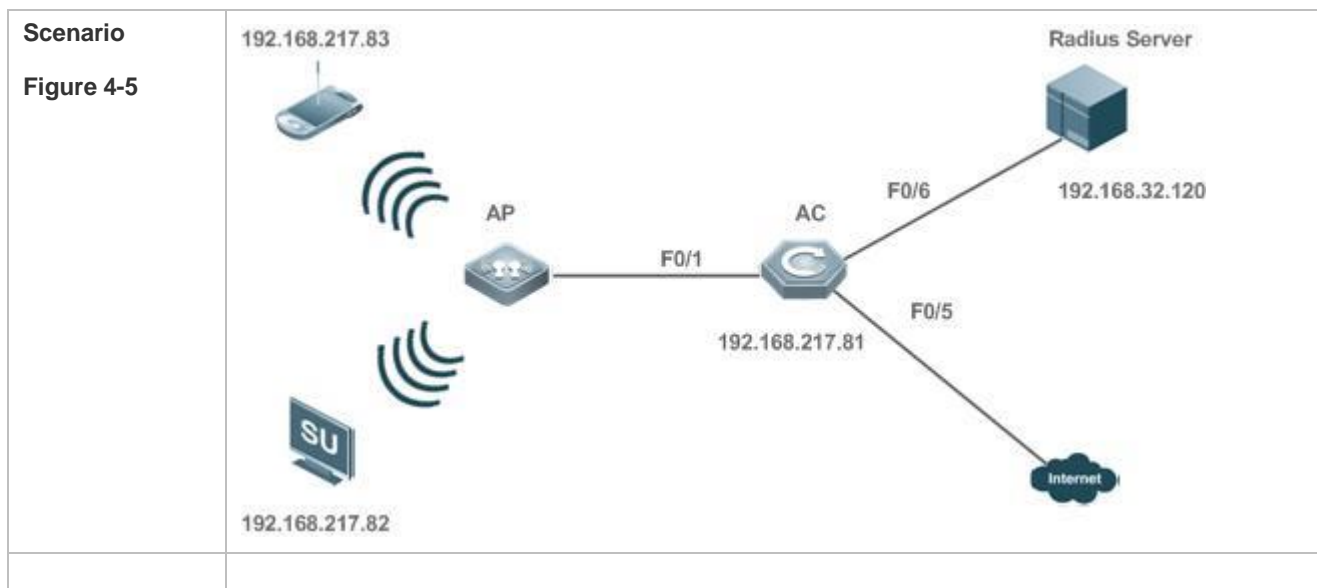 Scenario
Figure 4-5
192.168.217.83
Radius Server
F0/6
192.168.32.120
AP
AC
F0/1
F0/5
192.168.217.81
SU
Internet
192.168.217.82